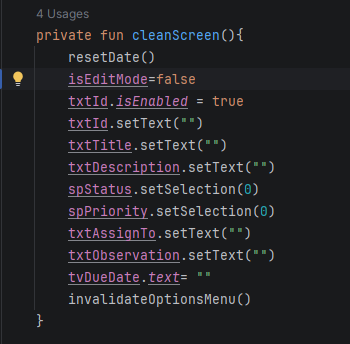 4 Usages
private fun cleanScreen(){
    resetDate()
    isEditMode=false
    txtId.isEnabled = true
    txtId.setText("")
    txtTitle.setText("")
    txtDescription.setText("")
    spStatus.setSelection(0)
    spPriority.setSelection(0)
    txtAssignTo.setText("")
    txtObservation.setText("")
    tvDueDate.text= ""
    invalidateOptionsMenu()
}